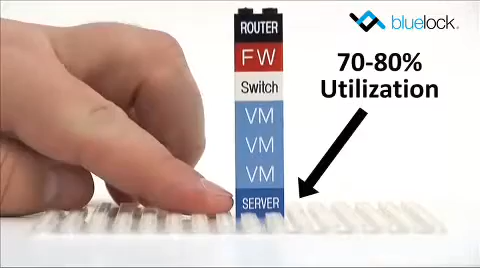 bluelock.
ROUTER
FW
Switch
VM
VM
VM
SERVER
70-80%
Utilization